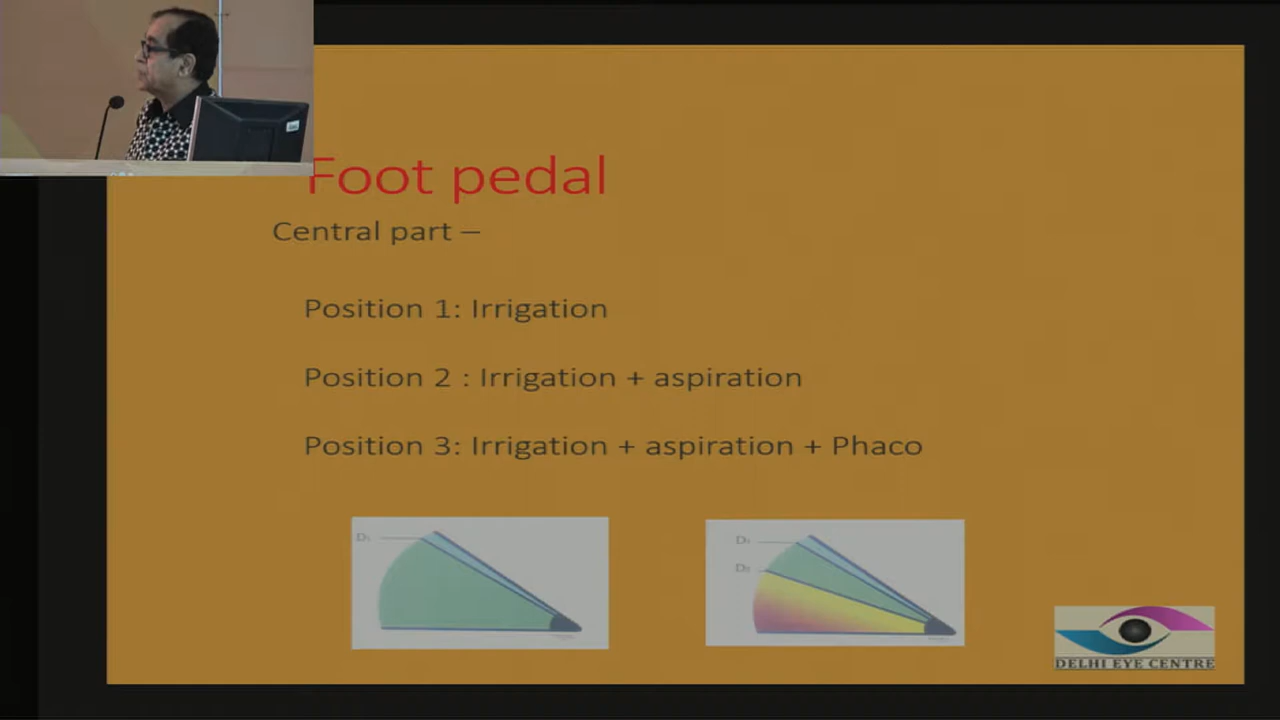 Foot pedal
Central part –
Position 1: Irrigation
Position 2 : Irrigation + aspiration
Position 3: Irrigation + aspiration + Phaco
D₁
D₁
D₂
DELHI EYE CENTRE